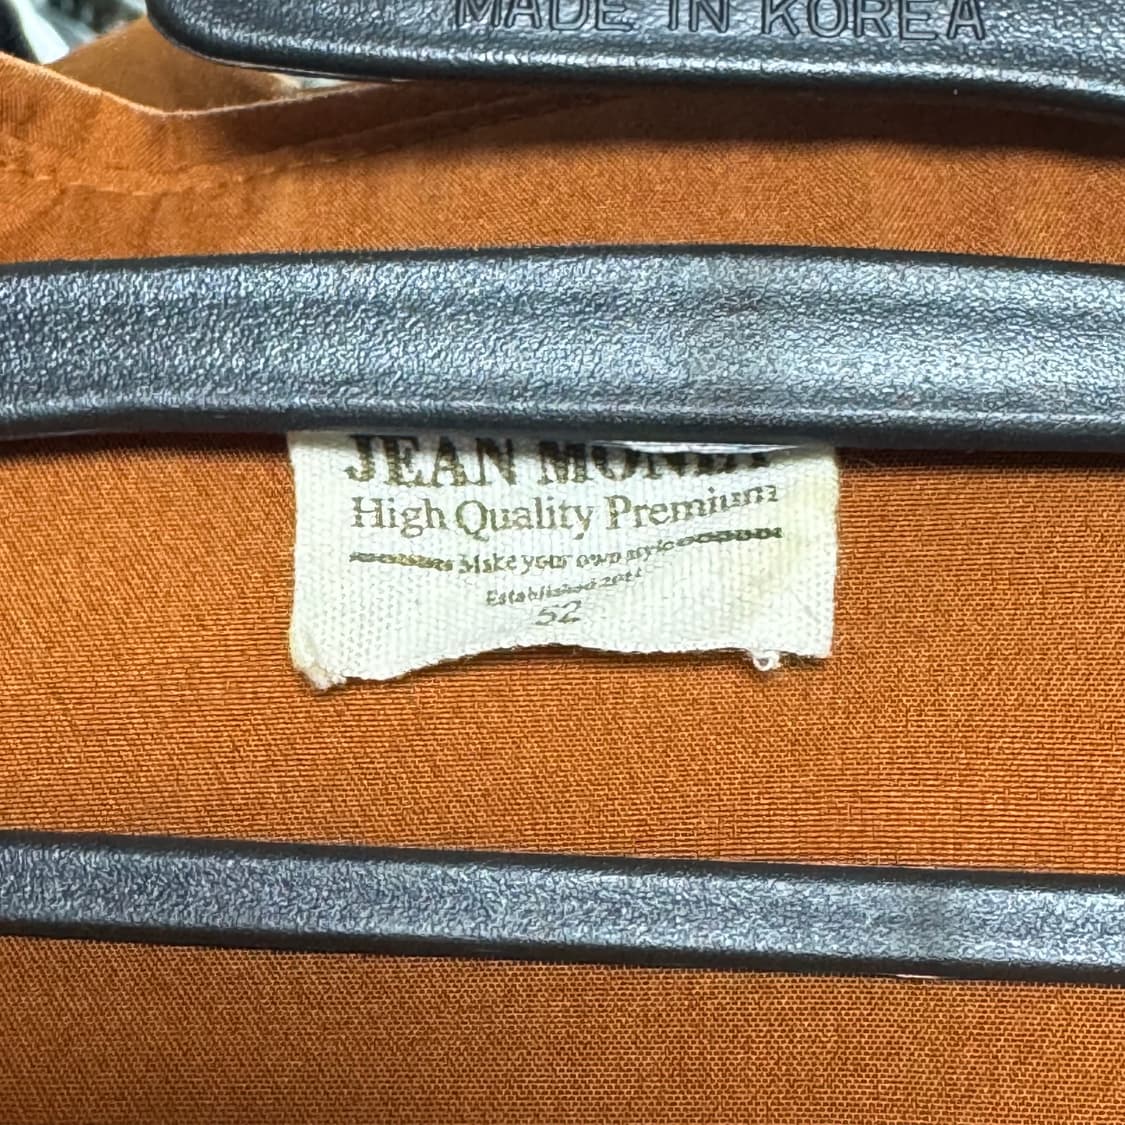 MADE IN KOREA
JEAN
High Quality Premium
Make your own style
Established 2011
52